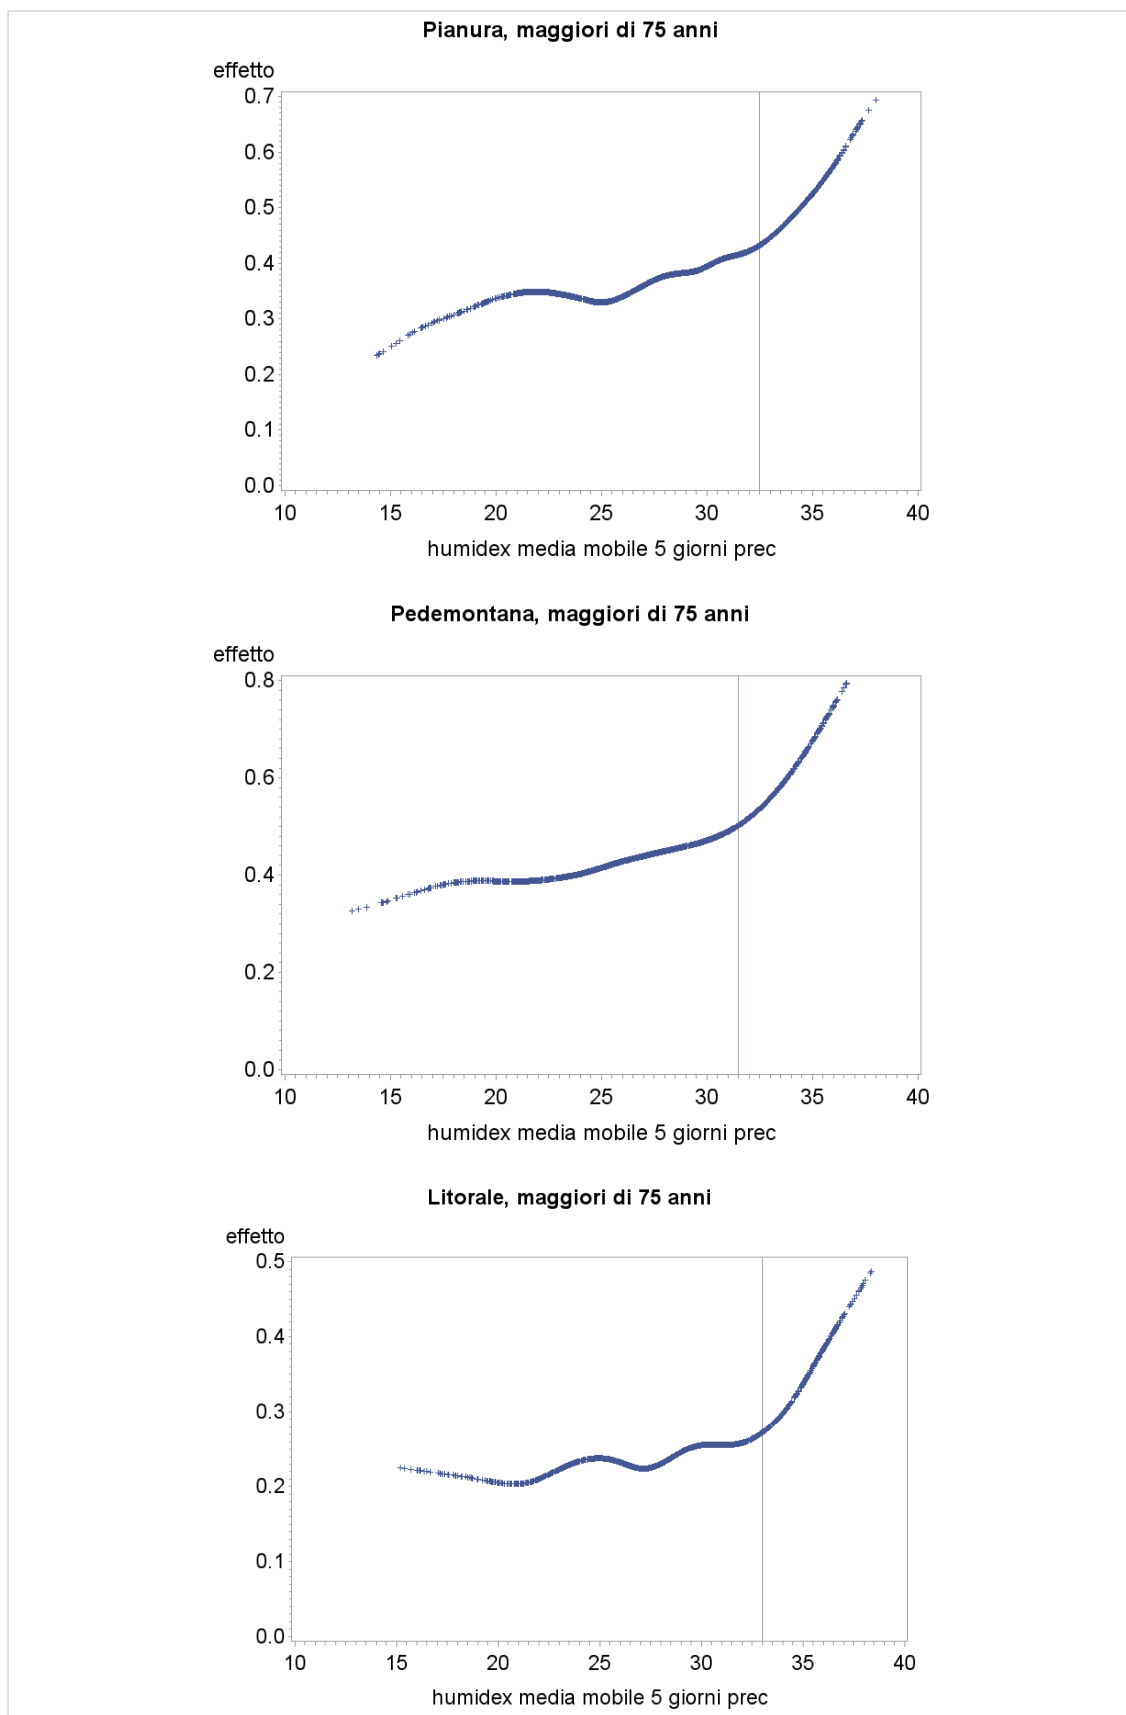 Pianura, maggiori di 75 anni
effetto
0.7
0.6
0.5
0.4
0.3
0.2
0.1
0.0
10 15 20 25 30 35 40
humidex media mobile 5 giorni prec
Pedemontana, maggiori di 75 anni
effetto
0.8
0.6
0.4
0.2
0.0
10 15 20 25 30 35 40
humidex media mobile 5 giorni prec
Litorale, maggiori di 75 anni
effetto
0.5
0.4
0.3
0.2
0.1
0.0
10 15 20 25 30 35 40
humidex media mobile 5 giorni prec